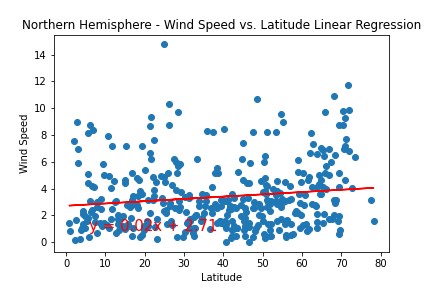 Northern Hemisphere - Wind Speed vs. Latitude Linear Regression
14
12
10
8
6
4
2
0
Wind Speed
y = 0.02x + 2.71
0 10 20 30 40 50 60 70 80
Latitude